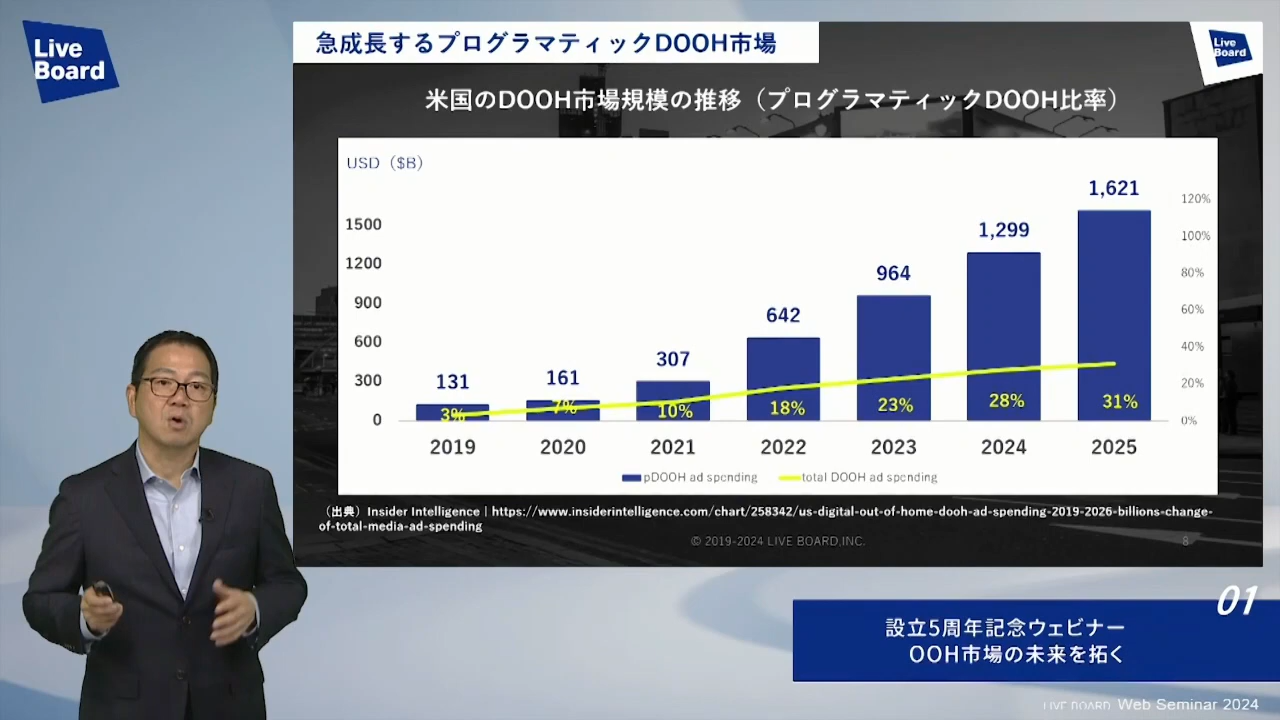 Live
Board
急成長するプログラマティックDOOH市場
Live
Board
米国のDOOH市場規模の推移（プログラマティックDOOH比率）
USD（$B）
1500
1200
900
600
300
0
131
161
307
642
964
1,299
1,621
120%
100%
80%
60%
40%
20%
0%
3%
7%
10%
18%
23%
28%
31%
2019
2020
2021
2022
2023
2024
2025
pDOOH ad spending
total DOOH ad spending
（出典）Insider Intelligence | https://www.insiderintelligence.com/chart/258342/us-digital-out-of-home-dooh-ad-spending-2019-2026-billions-change-
of-total-media-ad-spending
© 2019-2024 LIVE BOARD,INC.
8
01
設立5周年記念ウェビナー
OOH市場の未来を拓く
LIVE BOARD Web Seminar 2024